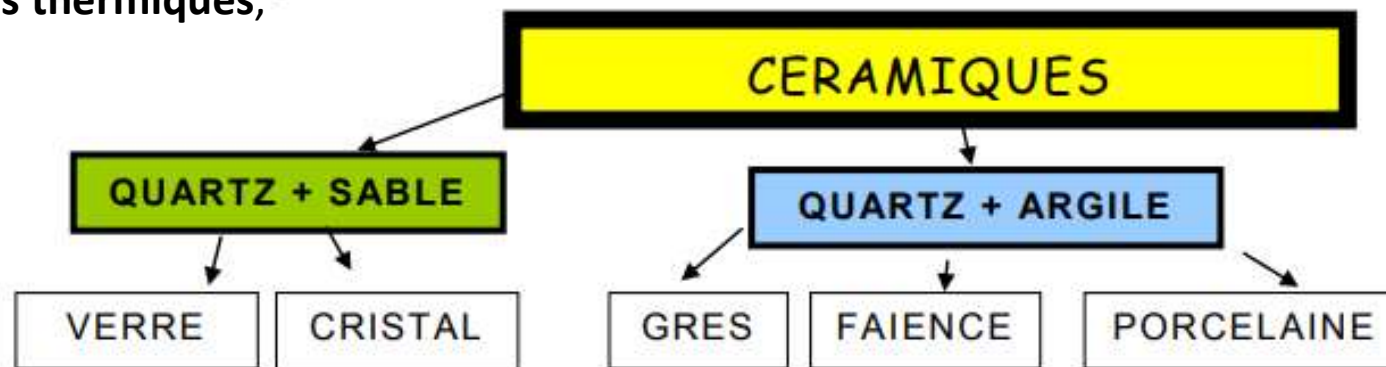 s thermiques,
CERAMIQUES
QUARTZ + SABLE
QUARTZ + ARGILE
VERRE
CRISTAL
GRES
FAIENCE
PORCELAINE